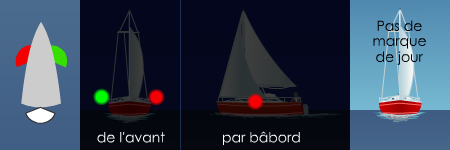 de l'avant
par bâbord
Pas de
marque
de jour